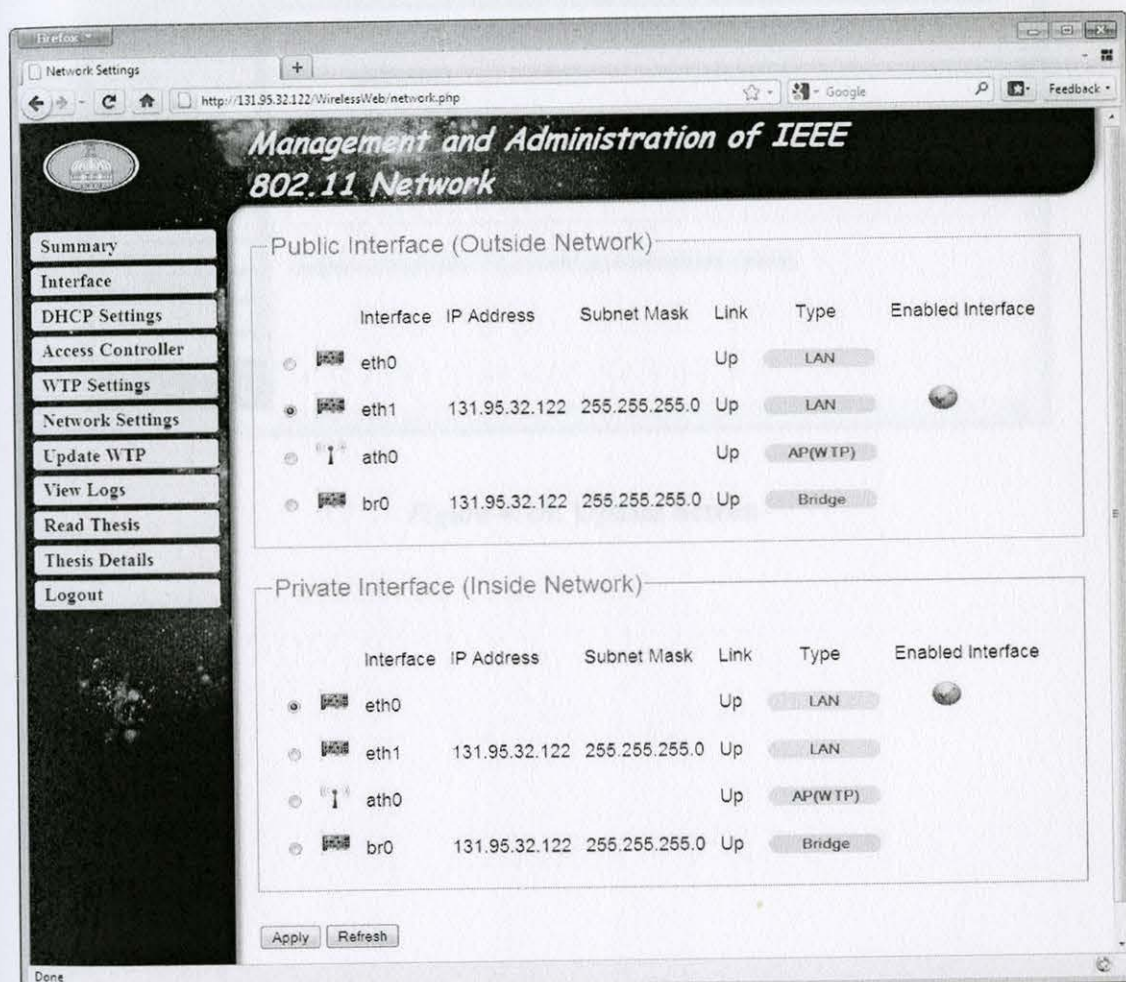 Firefox
Network Settings
+
http://131.95.32.122/WirelessWeb/network.php
Google
Feedback
Management and Administration of IEEE
802.11 Network
Summary
Interface
DHCP Settings
Access Controller
WTP Settings
Network Settings
Update WTP
View Logs
Read Thesis
Thesis Details
Logout
Public Interface (Outside Network)
Interface IP Address Subnet Mask Link Type Enabled Interface
eth0 Up LAN
eth1 131.95.32.122 255.255.255.0 Up LAN
ath0 Up AP(WTP)
br0 131.95.32.122 255.255.255.0 Up Bridge
Private Interface (Inside Network)
Interface IP Address Subnet Mask Link Type Enabled Interface
eth0 Up LAN
eth1 131.95.32.122 255.255.255.0 Up LAN
ath0 Up AP(WTP)
br0 131.95.32.122 255.255.255.0 Up Bridge
Apply Refresh
Done